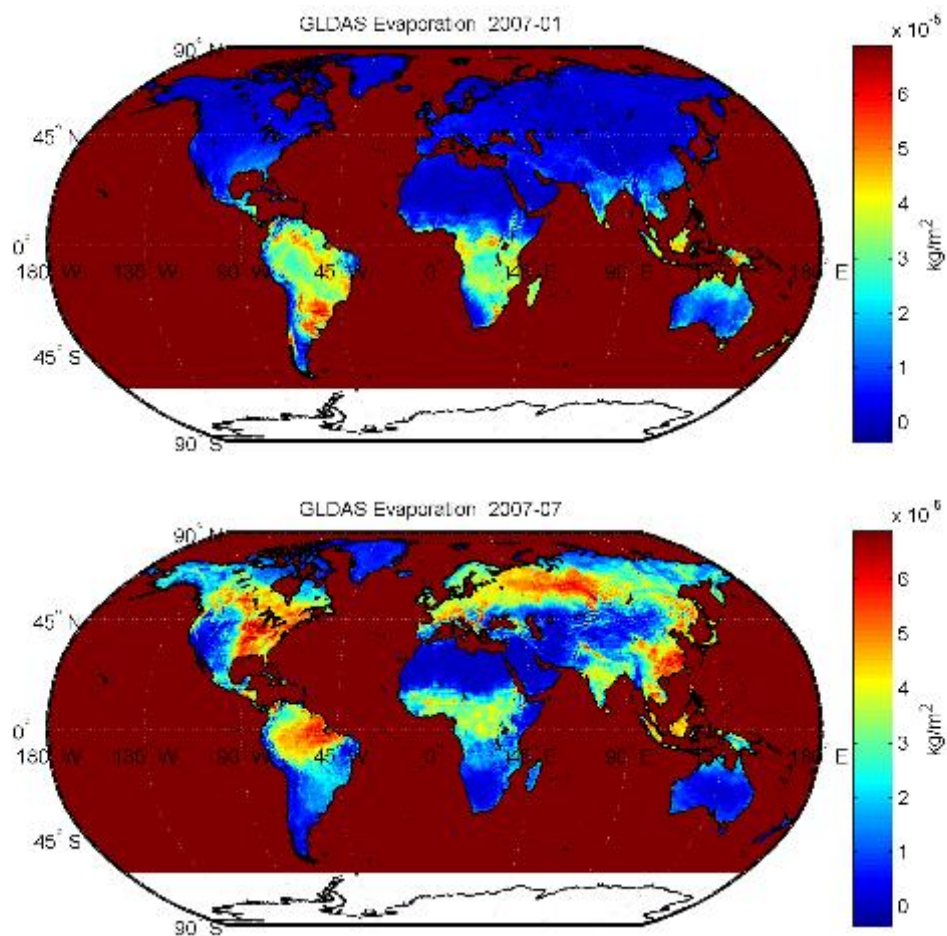 GLDAS Evaporation 2007-01
x 10⁻⁵
90° N
45° N
0°
180° W 135° W 90° W 45° W 0° 45° E 90° E 180° E
45° S
90° S
6
5
4
3
2
1
0
kg/m²
GLDAS Evaporation 2007-07
90° N
45° N
0°
180° W 135° W 90° W 45° W 0° 45° E 90° E 180° E
45° S
90° S
6
5
4
3
2
1
0
kg/m²